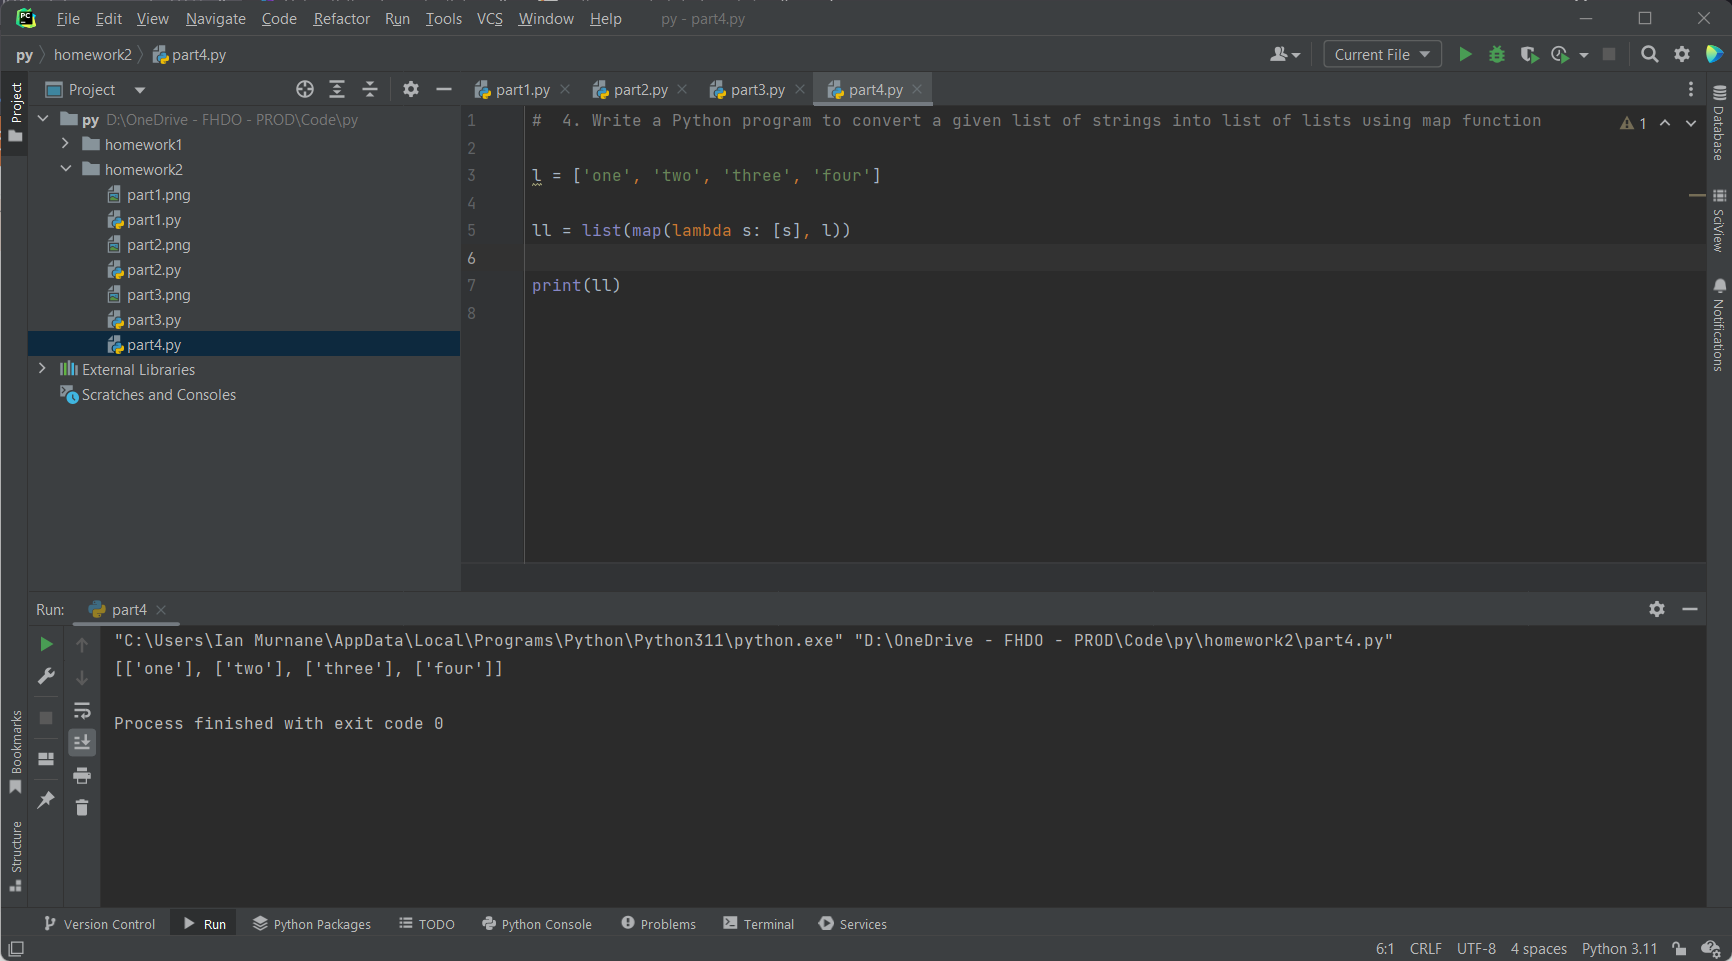 File Edit View Navigate Code Refactor Run Tools VCS Window Help py - part4.py
py homework2 part4.py
Current File
Project
Project
part1.py part2.py part3.py part4.py
py D:\OneDrive - FHDO - PROD\Code\py
homework1
homework2
part1.png
part1.py
part2.png
part2.py
part3.png
part3.py
part4.py
External Libraries
Scratches and Consoles
1 #  4. Write a Python program to convert a given list of strings into list of lists using map function
2
3 l = ['one', 'two', 'three', 'four']
4
5 ll = list(map(lambda s: [s], l))
6
7 print(ll)
8
1
Database
SciView
Notifications
Run: part4
"C:\Users\Ian Murnane\AppData\Local\Programs\Python\Python311\python.exe" "D:\OneDrive - FHDO - PROD\Code\py\homework2\part4.py"
[['one'], ['two'], ['three'], ['four']]
Process finished with exit code 0
Bookmarks
Structure
Version Control Run Python Packages TODO Python Console Problems Terminal Services
6:1 CRLF UTF-8 4 spaces Python 3.11